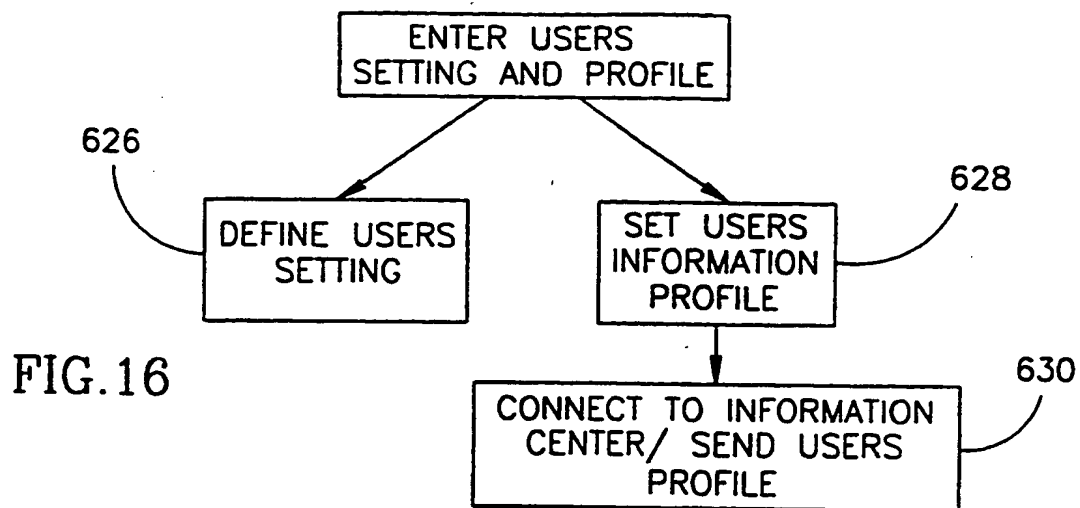 ENTER USERS
SETTING AND PROFILE
626
DEFINE USERS
SETTING
628
SET USERS
INFORMATION
PROFILE
FIG.16
630
CONNECT TO INFORMATION
CENTER/ SEND USERS
PROFILE